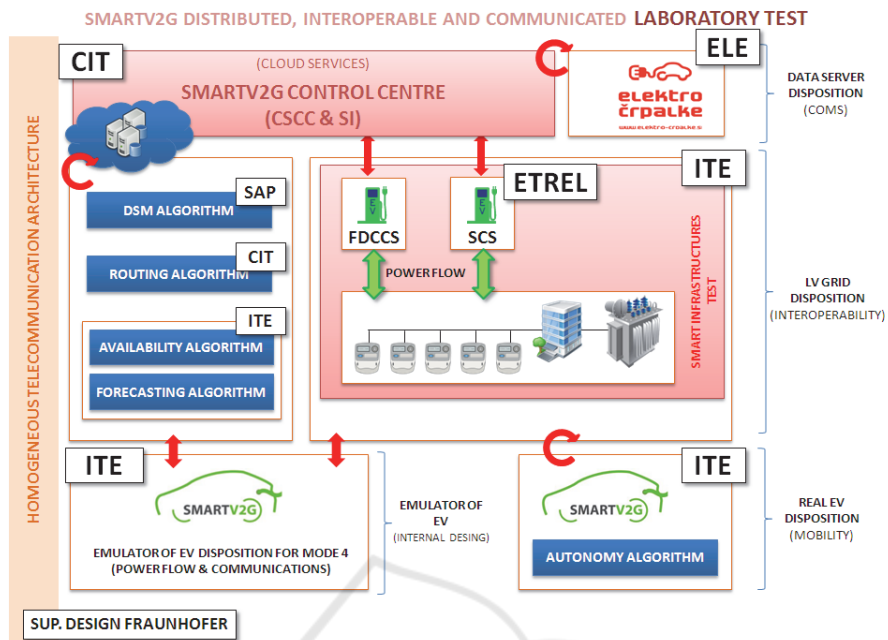 SMARTV2G DISTRIBUTED, INTEROPERABLE AND COMMUNICATED LABORATORY TEST
HOMOGENEOUS TELECOMMUNICATION ARCHITECTURE
CIT
(CLOUD SERVICES)
SMARTV2G CONTROL CENTRE
(CSCC & SI)
ELE
elektro
črpalke
www.elektro-crpalke.si
DATA SERVER
DISPOSITION
(COMS)
SAP
DSM ALGORITHM
CIT
ROUTING ALGORITHM
ITE
AVAILABILITY ALGORITHM
FORECASTING ALGORITHM
ITE
ETREL
EV
FDCCS
EV
SCS
POWER FLOW
SMART INFRASTRUCTURES
TEST
LV GRID
DISPOSITION
(INTEROPERABILITY)
ITE
SMARTV2G
EMULATOR OF EV DISPOSITION FOR MODE 4
(POWER FLOW & COMMUNICATIONS)
EMULATOR OF
EV
(INTERNAL DESING)
ITE
SMARTV2G
AUTONOMY ALGORITHM
REAL EV
DISPOSITION
(MOBILITY)
SUP. DESIGN FRAUNHOFER